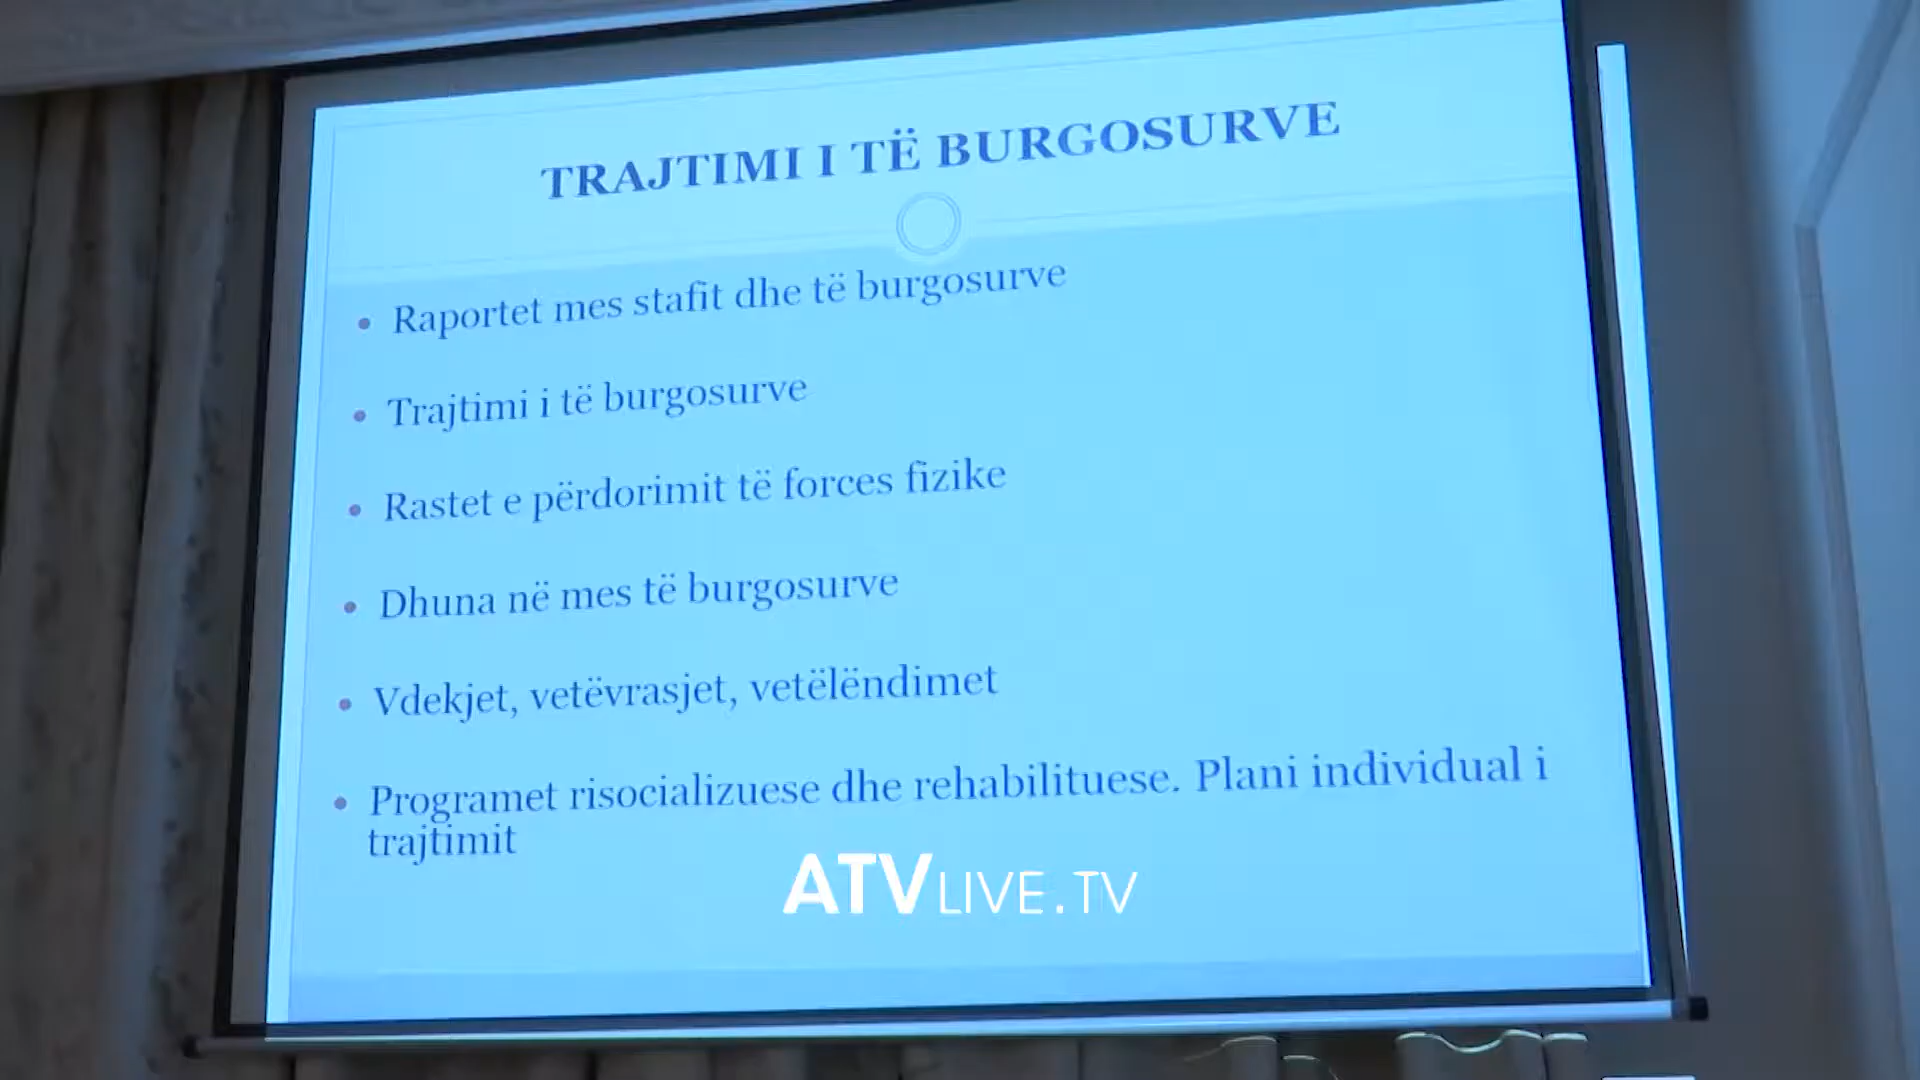 TRAJTIMI I TË BURGOSURVE
• Raportet mes stafit dhe të burgosurve
• Trajtimi i të burgosurve
• Rastet e përdorimit të forces fizike
• Dhuna në mes të burgosurve
• Vdekjet, vetëvrasjet, vetëlëndimet
• Programet risocializuese dhe rehabilituese. Plani individual i
trajtimit
ATVLIVE.TV